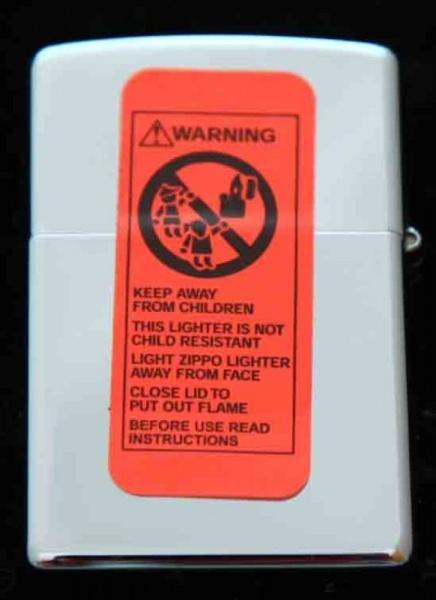 WARNING
KEEP AWAY
FROM CHILDREN
THIS LIGHTER IS NOT
CHILD RESISTANT
LIGHT ZIPPO LIGHTER
AWAY FROM FACE
CLOSE LID TO
PUT OUT FLAME
BEFORE USE READ
INSTRUCTIONS